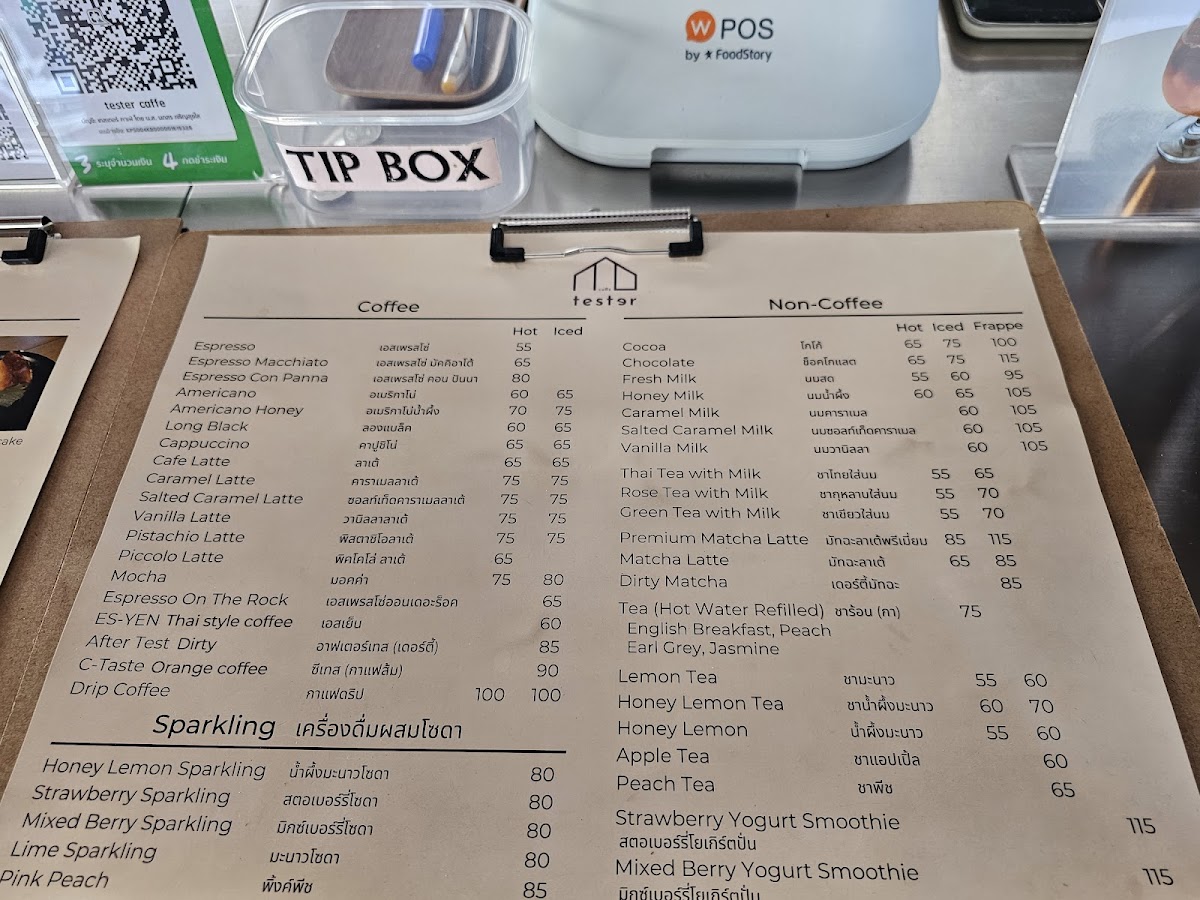 tester caffe
3 ระบุจำนวนเงิน 4 กดชำระเงิน
TIP BOX
W POS
by ★ FoodStory
cake
tester
Coffee
Hot Iced
Espresso เอสเพรสโซ่ 55
Espresso Macchiato เอสเพรสโซ่ มัคคิอาโต้ 65
Espresso Con Panna เอสเพรสโซ่ คอน ปันนา 80
Americano อเมริกาโน่ 60 65
Americano Honey อเมริกาโน่น้ำผึ้ง 70 75
Long Black ลองแบล็ค 60 65
Cappuccino คาปูชิโน่ 65 65
Cafe Latte ลาเต้ 65 65
Caramel Latte คาราเมลลาเต้ 75 75
Salted Caramel Latte ซอลท์เก็ดคาราเมลลาเต้ 75 75
Vanilla Latte วานิลลาลาเต้ 75 75
Pistachio Latte พิสตาชิโอลาเต้ 75 75
Piccolo Latte พิคโคโล่ ลาเต้ 65
Mocha มอคค่า 75 80
Espresso On The Rock เอสเพรสโซ่ออนเดอะร็อค 65
ES-YEN Thai style coffee เอสเย็น 60
After Test Dirty อาฟเตอร์เทส (เดอร์ตี้) 85
C-Taste Orange coffee ซีเทส (กาแฟส้ม) 90
Drip Coffee กาแฟดริป 100 100
Sparkling เครื่องดื่มผสมโซดา
Honey Lemon Sparkling น้ำผึ้งมะนาวโซดา 80
Strawberry Sparkling สตอเบอร์รี่โซดา 80
Mixed Berry Sparkling มิกซ์เบอร์รี่โซดา 80
Lime Sparkling มะนาวโซดา 80
Pink Peach พิ้งค์พีช 85
Non-Coffee
Hot Iced Frappe
Cocoa โกโก้ 65 75 100
Chocolate ช็อคโกแลต 65 75 115
Fresh Milk นมสด 55 60 95
Honey Milk นมน้ำผึ้ง 60 65 105
Caramel Milk นมคาราเมล 60 105
Salted Caramel Milk นมซอลท์เก็ดคาราเมล 60 105
Vanilla Milk นมวานิลลา 60 105
Thai Tea with Milk ชาไทยใส่นม 55 65
Rose Tea with Milk ชากุหลาบใส่นม 55 70
Green Tea with Milk ชาเขียวใส่นม 55 70
Premium Matcha Latte มัทฉะลาเต้พรีเมี่ยม 85 115
Matcha Latte มัทฉะลาเต้ 65 85
Dirty Matcha เดอร์ตี้มัทฉะ 85
Tea (Hot Water Refilled) ชาร้อน (กา) 75
English Breakfast, Peach
Earl Grey, Jasmine
Lemon Tea ชามะนาว 55 60
Honey Lemon Tea ชาน้ำผึ้งมะนาว 60 70
Honey Lemon น้ำผึ้งมะนาว 55 60
Apple Tea ชาแอปเปิ้ล 60
Peach Tea ชาพีช 65
Strawberry Yogurt Smoothie 115
สตอเบอร์รี่โยเกิร์ตปั่น
Mixed Berry Yogurt Smoothie 115
มิกซ์เบอร์รี่โยเกิร์ตปั่น